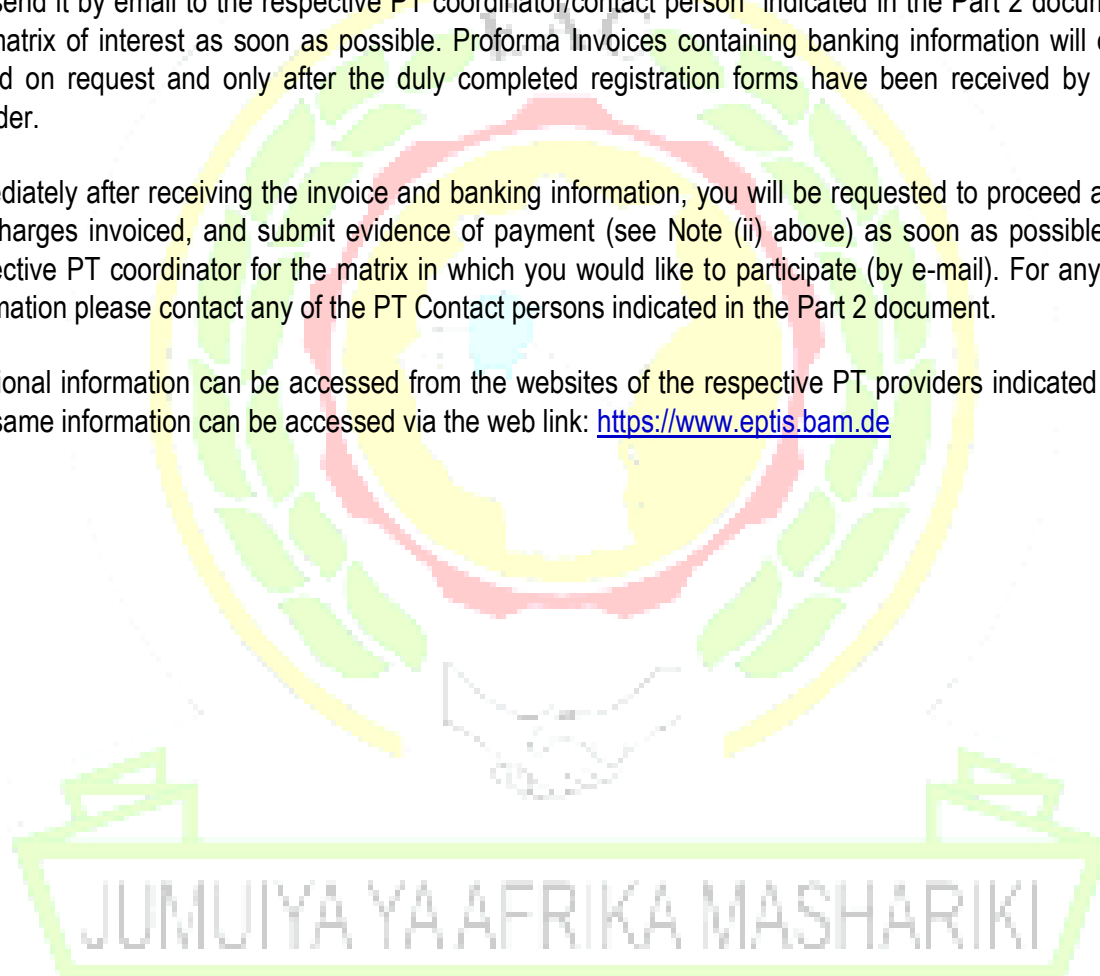 send it by email to the respective PT coordinator/contact person indicated in the Part 2 docum
matrix of interest as soon as possible. Proforma Invoices containing banking information will
d on request and only after the duly completed registration forms have been received by
der.
ediately after receiving the invoice and banking information, you will be requested to proceed a
harges invoiced, and submit evidence of payment (see Note (ii) above) as soon as possible
ective PT coordinator for the matrix in which you would like to participate (by e-mail). For any
mation please contact any of the PT Contact persons indicated in the Part 2 document.
ional information can be accessed from the websites of the respective PT providers indicated
same information can be accessed via the web link: https://www.eptis.bam.de
JUMUIYA YA AFRIKA MASHARIKI